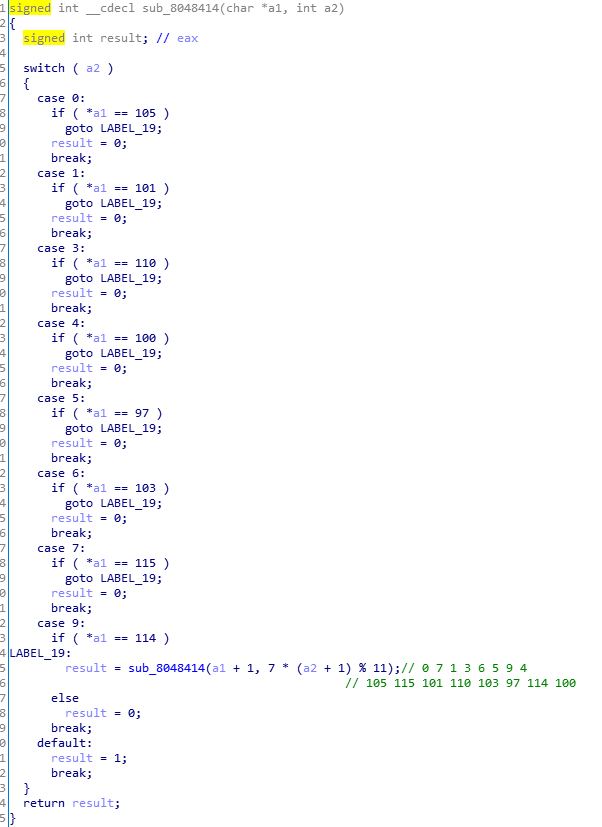 1 signed int __cdecl sub_8048414(char *a1, int a2)
2 {
3   signed int result; // eax
4
5   switch ( a2 )
6   {
7     case 0:
8       if ( *a1 == 105 )
9         goto LABEL_19;
0       result = 0;
1       break;
2     case 1:
3       if ( *a1 == 101 )
4         goto LABEL_19;
5       result = 0;
6       break;
7     case 3:
8       if ( *a1 == 110 )
9         goto LABEL_19;
0       result = 0;
1       break;
2     case 4:
3       if ( *a1 == 100 )
4         goto LABEL_19;
5       result = 0;
6       break;
7     case 5:
8       if ( *a1 == 97 )
9         goto LABEL_19;
0       result = 0;
1       break;
2     case 6:
3       if ( *a1 == 103 )
4         goto LABEL_19;
5       result = 0;
6       break;
7     case 7:
8       if ( *a1 == 115 )
9         goto LABEL_19;
0       result = 0;
1       break;
2     case 9:
3       if ( *a1 == 114 )
4 LABEL_19:
5         result = sub_8048414(a1 + 1, 7 * (a2 + 1) % 11);// 0 7 1 3 6 5 9 4
6                                                 // 105 115 101 110 103 97 114 100
7       else
8         result = 0;
9       break;
0     default:
1       result = 1;
2       break;
3   }
4   return result;
5 }